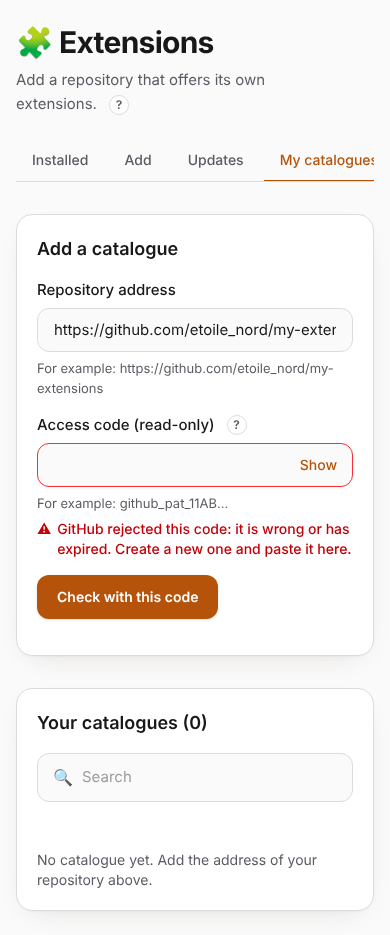 Extensions
Add a repository that offers its own
extensions. ?
Installed Add Updates My catalogues
Add a catalogue
Repository address
https://github.com/etoile_nord/my-exter
For example: https://github.com/etoile_nord/my-
extensions
Access code (read-only) ?
Show
For example: github_pat_11AB...
GitHub rejected this code: it is wrong or has
expired. Create a new one and paste it here.
Check with this code
Your catalogues (0)
Search
No catalogue yet. Add the address of your
repository above.